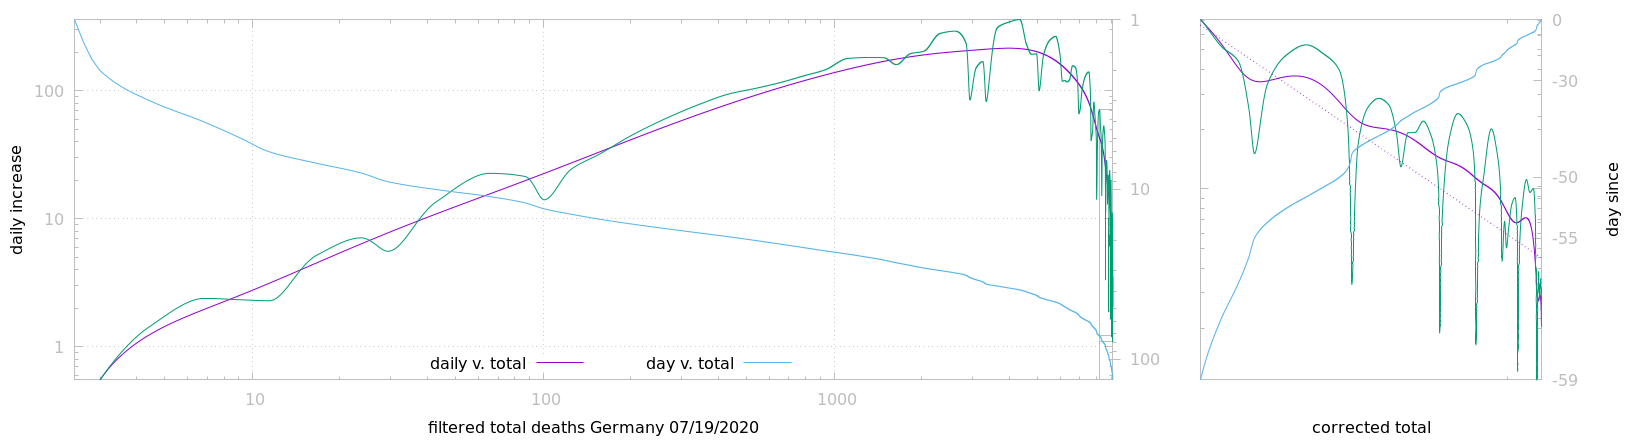 daily increase
100
10
1
10
100
1000
filtered total deaths Germany 07/19/2020
daily v. total
day v. total
1
10
100
0
-30
-50
-55
-59
day since
corrected total